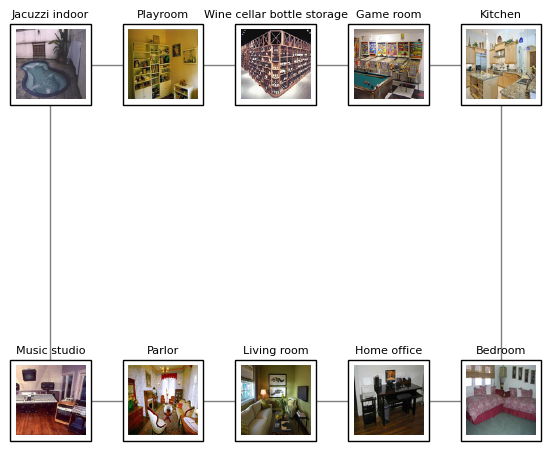 Jacuzzi indoor
Playroom
Wine cellar bottle storage
Game room
Kitchen
Music studio
Parlor
Living room
Home office
Bedroom